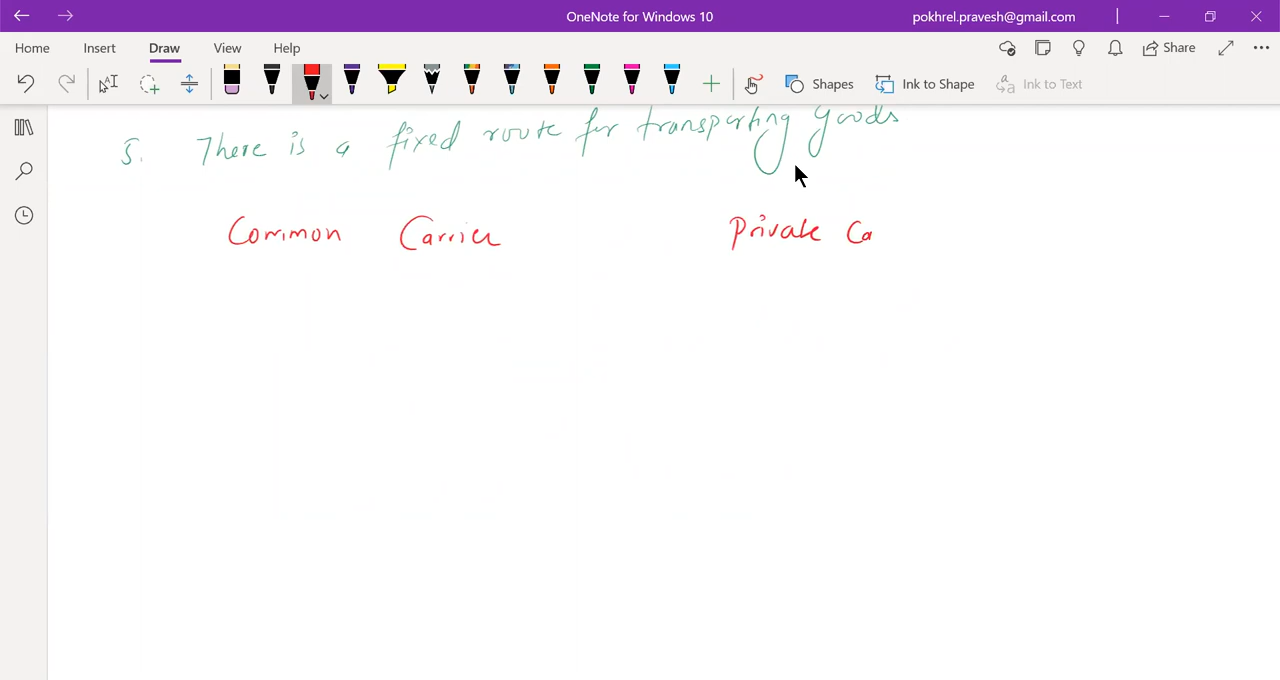 OneNote for Windows 10
pokhrel.pravesh@gmail.com
Home Insert Draw View Help
Share
Shapes Ink to Shape Ink to Text
5. There is a fixed route for transporting goods
Common Carrier Private Ca